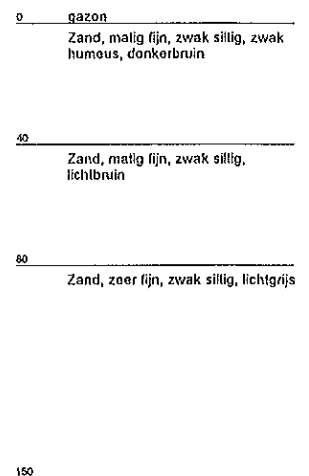 0 gazon
Zand, matig fijn, zwak siltig, zwak
humeus, donkerbruin
40
Zand, matig fijn, zwak siltig,
lichtbruin
80
Zand, zeer fijn, zwak siltig, lichtgrijs
150